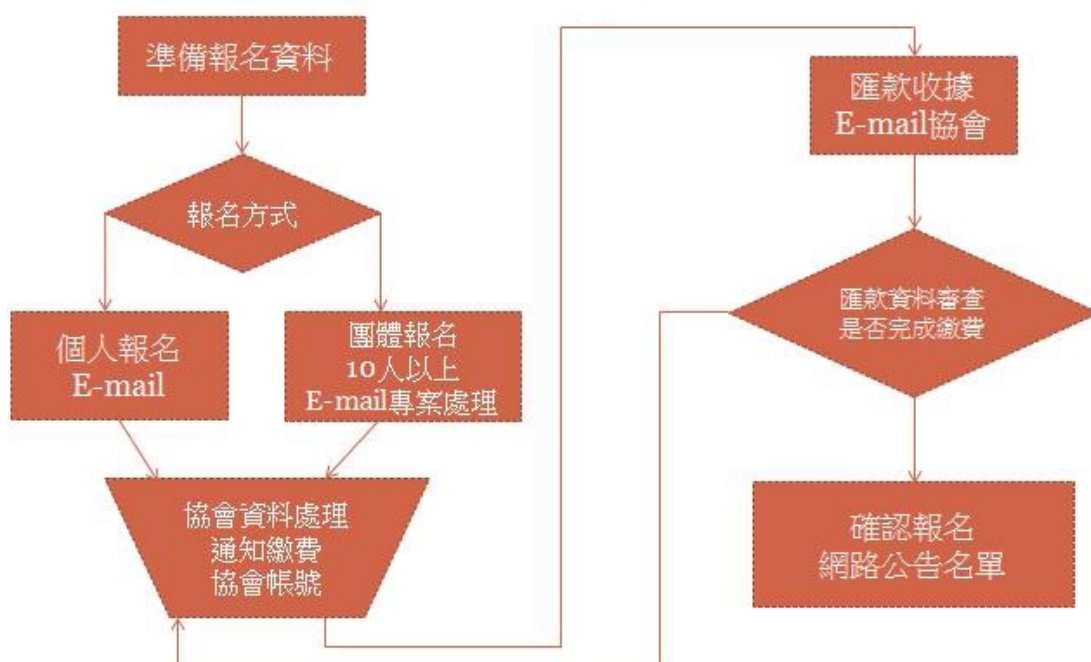 準備報名資料
報名方式
個人報名
E-mail
團體報名
10人以上
E-mail專案處理
協會資料處理
通知繳費
協會帳號
匯款收據
E-mail協會
匯款資料審查
是否完成繳費
確認報名
網路公告名單